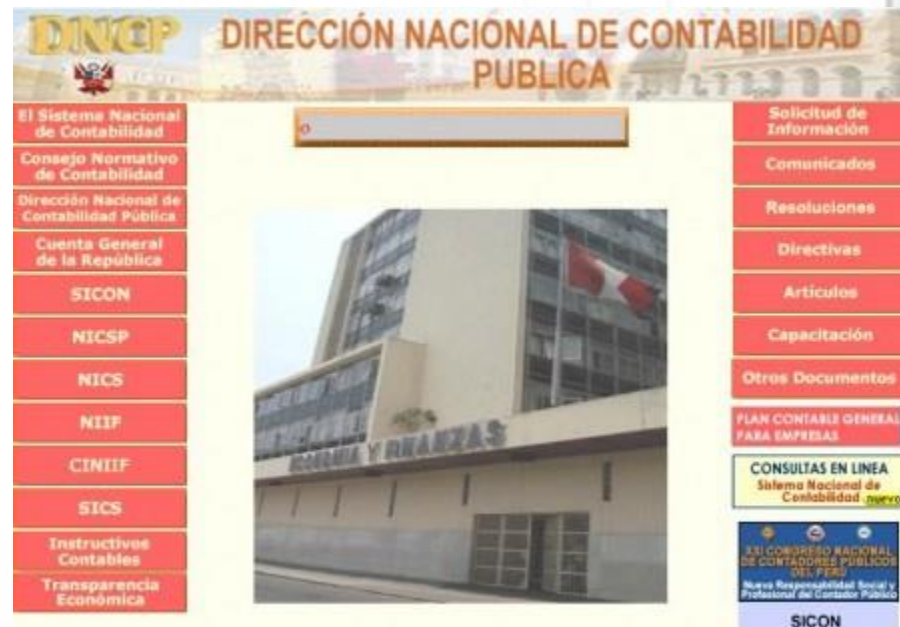 DNCP
DIRECCIÓN NACIONAL DE CONTABILIDAD
PUBLICA
El Sistema Nacional
de Contabilidad
Consejo Normativo
de Contabilidad
Dirección Nacional de
Contabilidad Pública
Cuenta General
de la República
SICON
NICSP
NICS
NIIF
CINIIF
SICS
Instructivos
Contables
Transparencia
Económica
o
ECONOMIA Y FINANZAS
Solicitud de
Información
Comunicados
Resoluciones
Directivas
Artículos
Capacitación
Otros Documentos
PLAN CONTABLE GENERAL
PARA EMPRESAS
CONSULTAS EN LINEA
Sistema Nacional de
Contabilidad nuevo
XXI CONGRESO NACIONAL
DE CONTADORES PÚBLICOS
DEL PERÚ
Nueva Responsabilidad Social y
Profesional del Contador Público
SICON